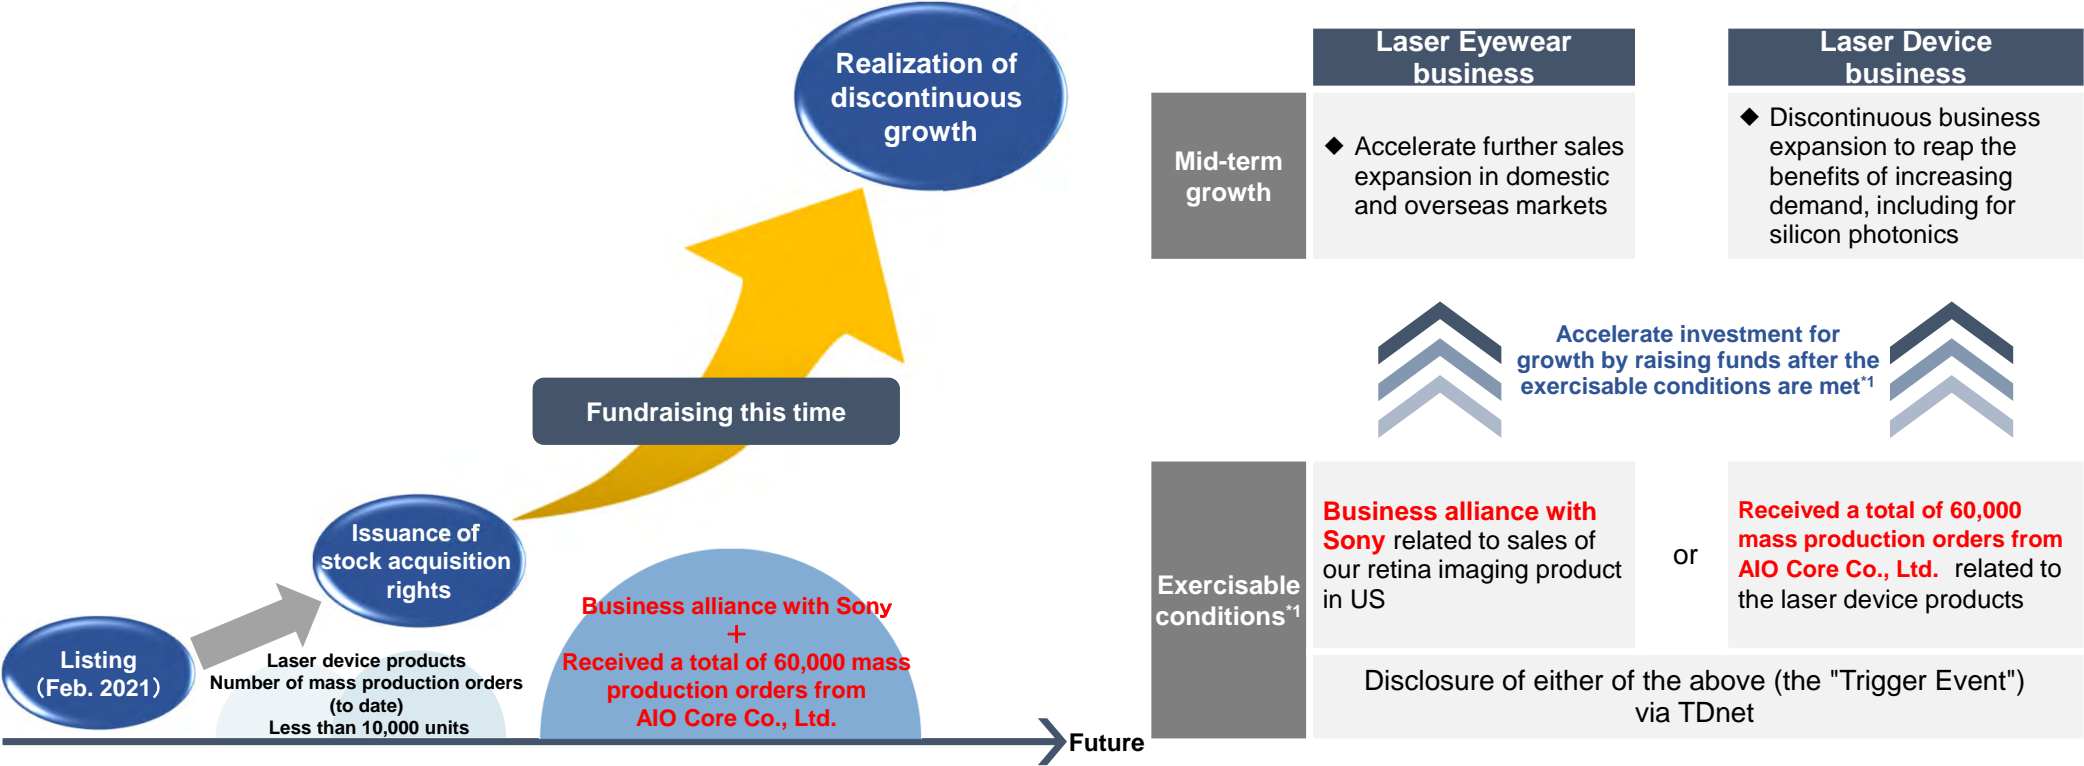 Realization of
discontinuous
growth
Fundraising this time
Issuance of
stock acquisition
rights
Listing
（Feb. 2021）
Laser device products
Number of mass production orders
(to date)
Less than 10,000 units
Business alliance with Sony
＋
Received a total of 60,000 mass
production orders from
AIO Core Co., Ltd.
Future
Laser Eyewear
business
Laser Device
business
Mid-term
growth
◆ Accelerate further sales
expansion in domestic
and overseas markets
◆ Discontinuous business
expansion to reap the
benefits of increasing
demand, including for
silicon photonics
Accelerate investment for
growth by raising funds after the
exercisable conditions are met*1
Exercisable
conditions*1
Business alliance with
Sony related to sales of
our retina imaging product
in US
or
Received a total of 60,000
mass production orders from
AIO Core Co., Ltd. related to
the laser device products
Disclosure of either of the above (the "Trigger Event")
via TDnet